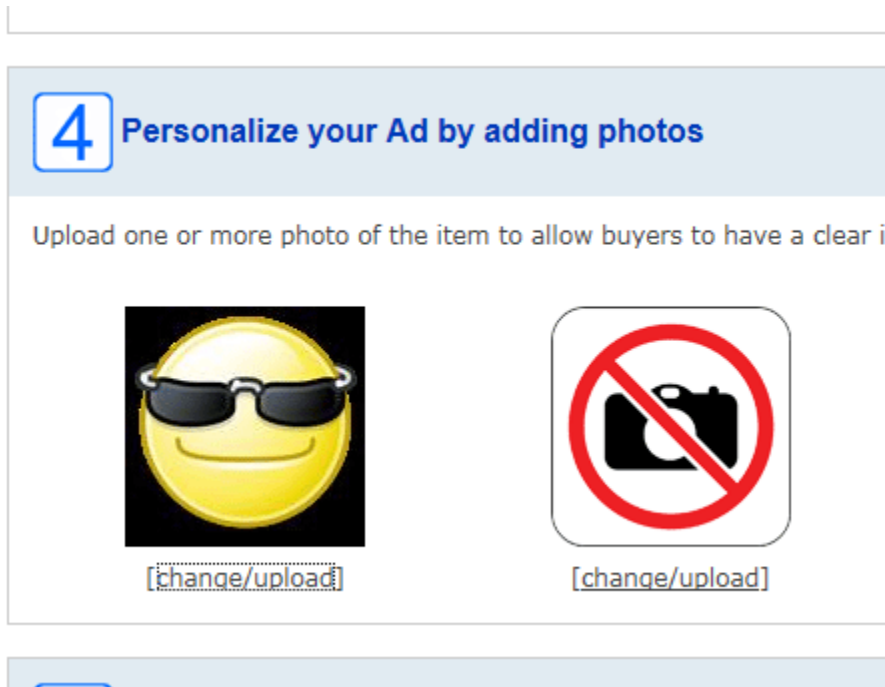 4 Personalize your Ad by adding photos
Upload one or more photo of the item to allow buyers to have a clear
[change/upload] [change/upload]